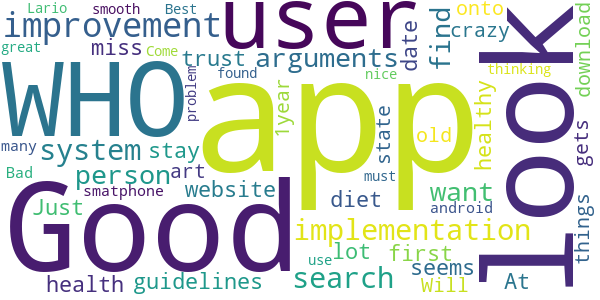 Lario
smooth
Best
user
look
improvement
onto
great
Come
miss
crazy
download
WHO
app
trust
arguments
date
find
found
nice
thinking
problem
1year
many
system
stay
state
old
healthy
gets
Bad
person
art
must
smatphone
website
diet
want
android
things
Good
Just
implementation
use
lot
first
seems
At
health
guidelines
search
Will